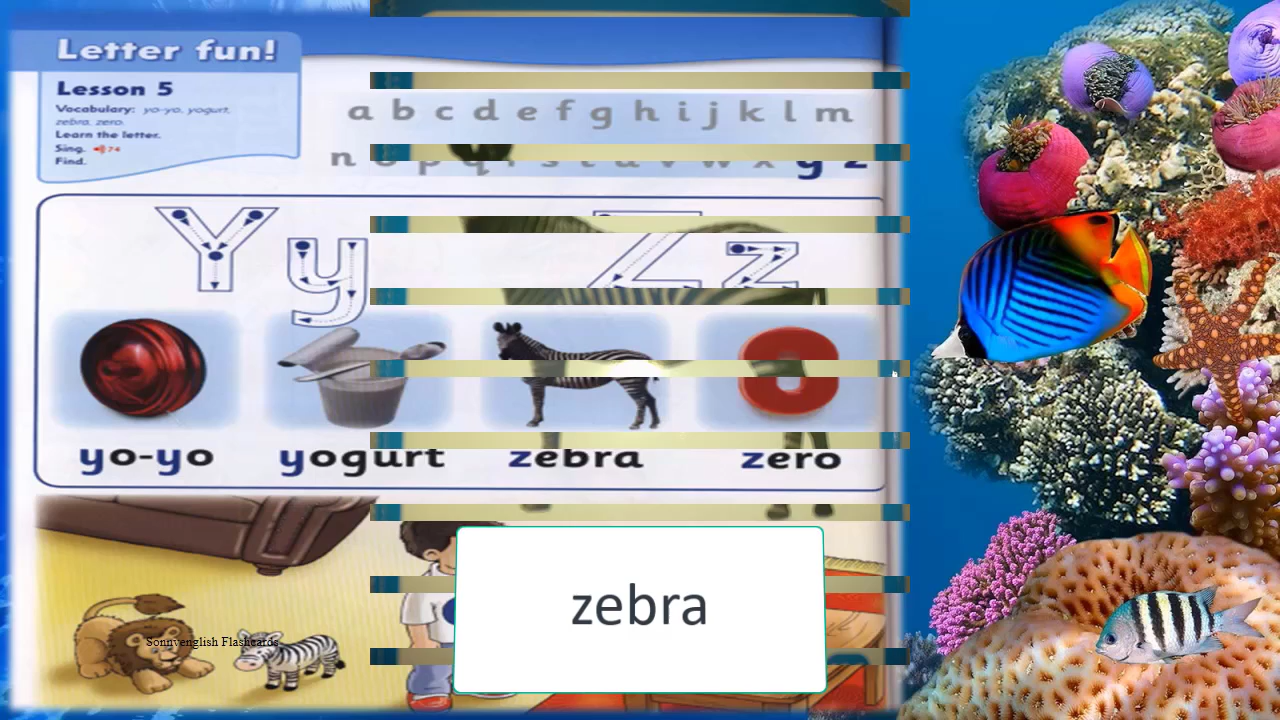 Letter fun!
Lesson 5
Vocabulary: yo-yo, yogurt,
zebra, zero.
Learn the letter.
Sing. 74
Find.
a b c d e f g h i j k l m
n o p q r s t u v w x y z
Y y Z z
yo-yo yogurt zebra zero
Sonnyenglish Flashcards
zebra